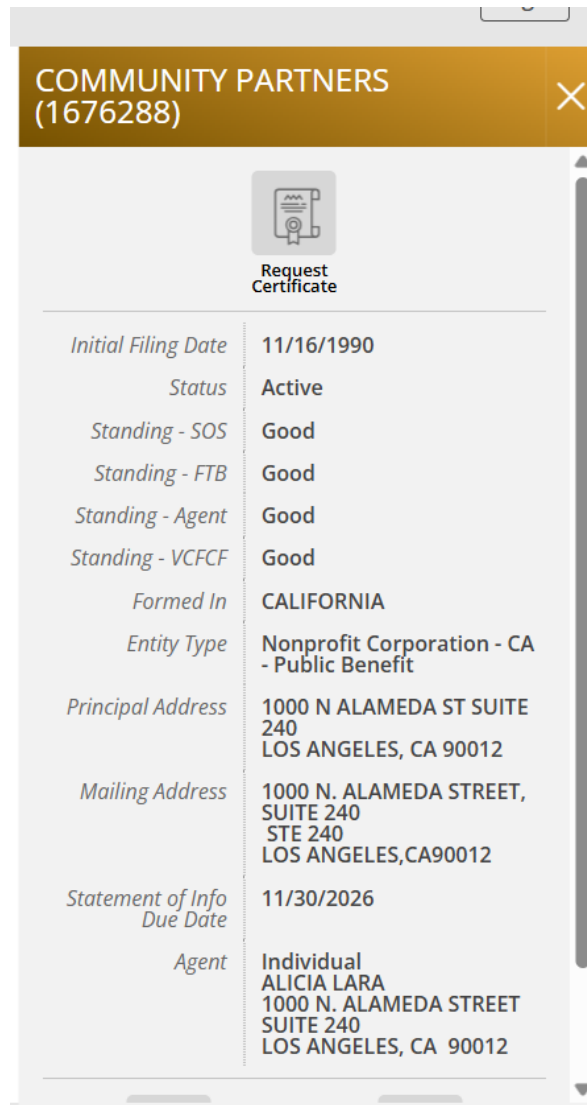 COMMUNITY PARTNERS
(1676288)
Request
Certificate
Initial Filing Date 11/16/1990
Status Active
Standing - SOS Good
Standing - FTB Good
Standing - Agent Good
Standing - VCFCF Good
Formed In CALIFORNIA
Entity Type Nonprofit Corporation - CA
- Public Benefit
Principal Address 1000 N ALAMEDA ST SUITE
240
LOS ANGELES, CA 90012
Mailing Address 1000 N. ALAMEDA STREET,
SUITE 240
STE 240
LOS ANGELES,CA90012
Statement of Info
Due Date 11/30/2026
Agent Individual
ALICIA LARA
1000 N. ALAMEDA STREET
SUITE 240
LOS ANGELES, CA  90012